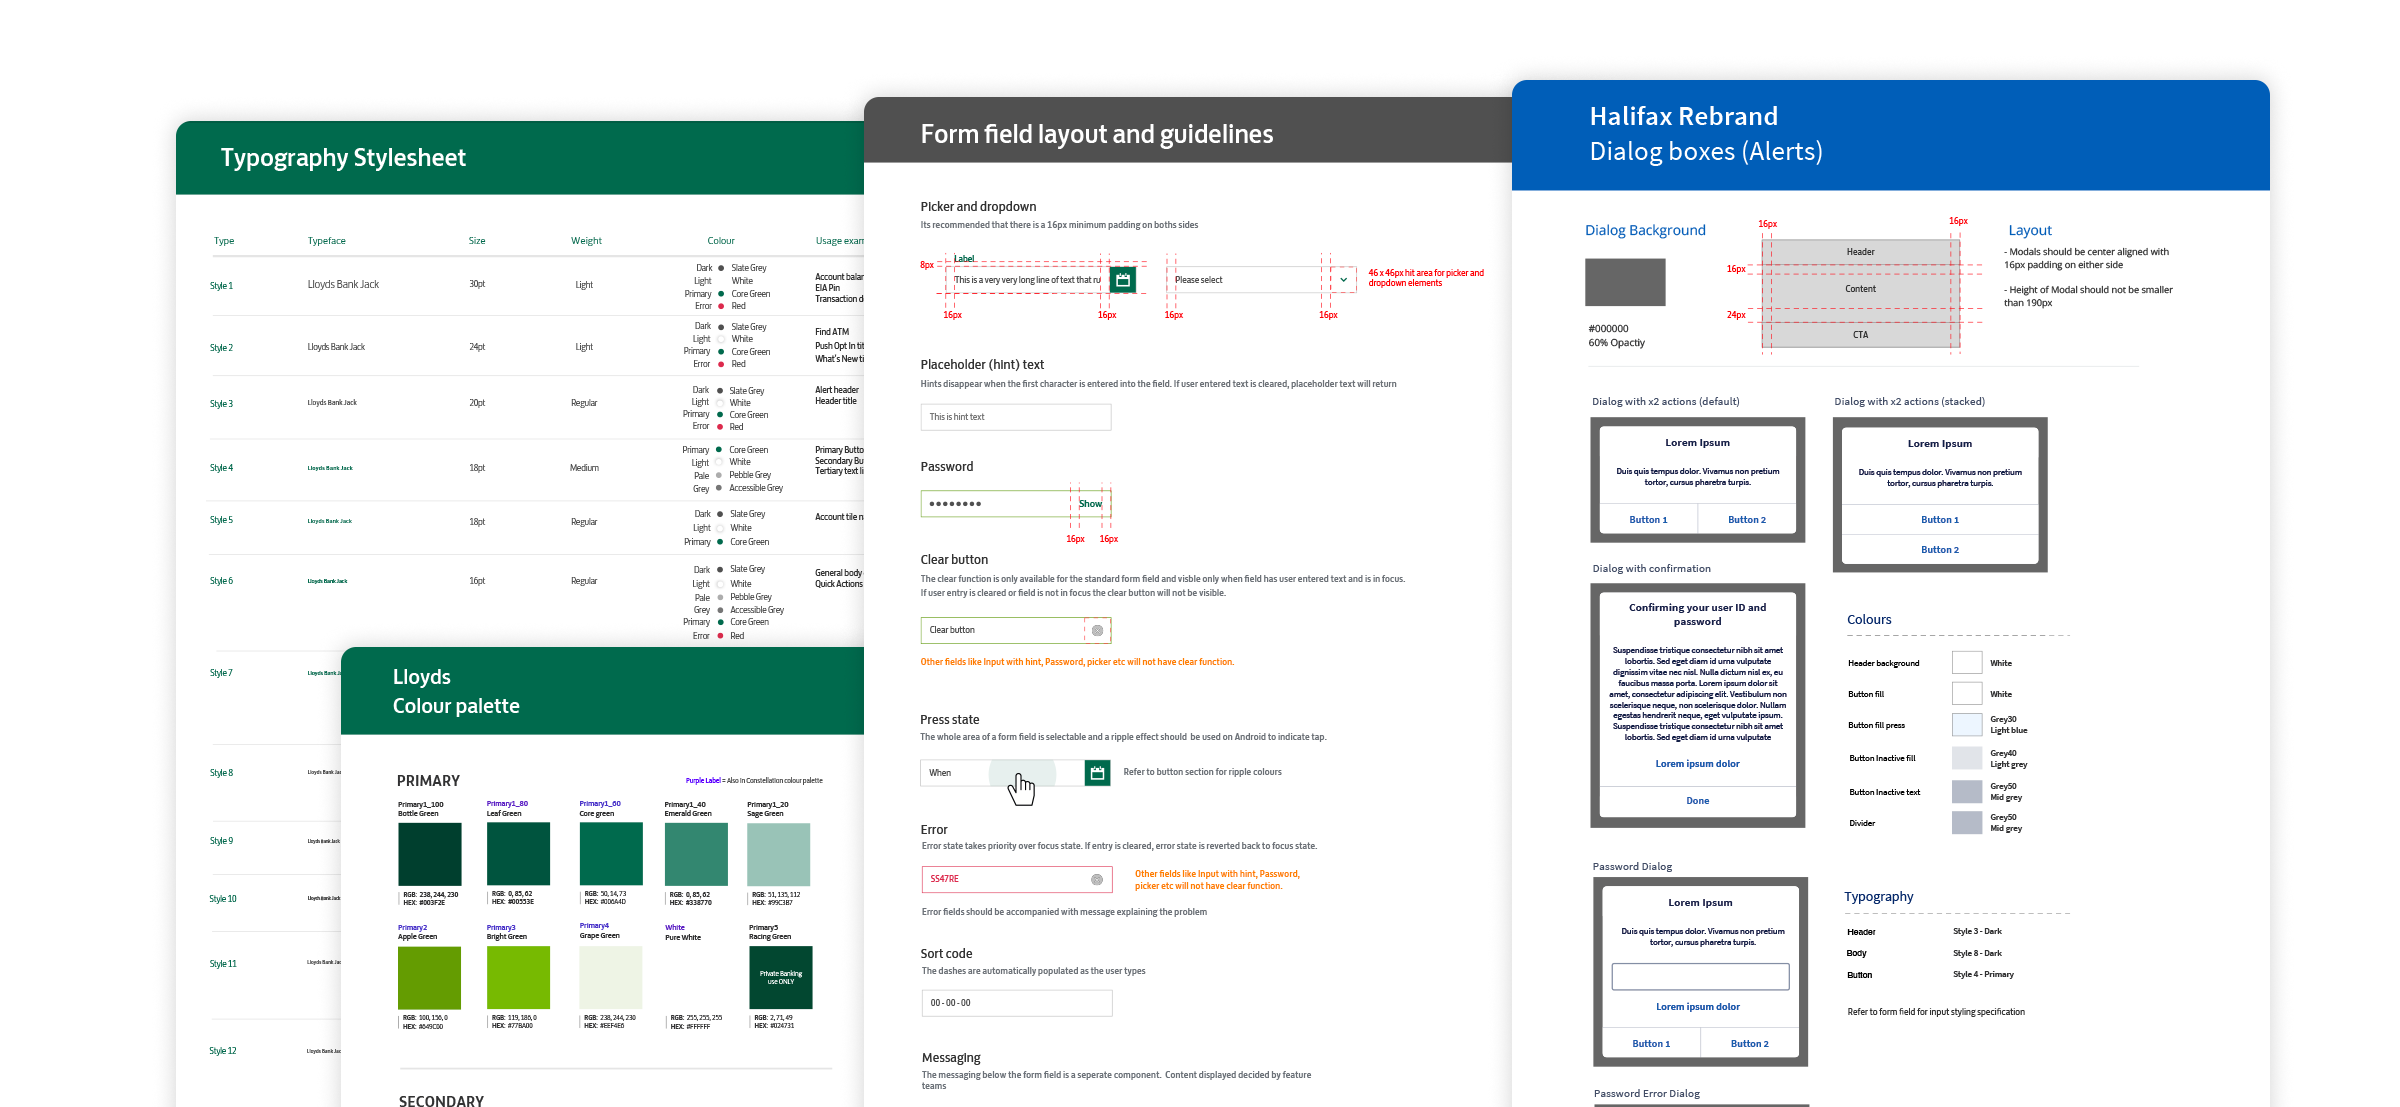 Typography Stylesheet
Type Typeface Size Weight Colour Usage exam
Style 1 Lloyds Bank Jack 30pt Light
Dark Slate Grey
Light White
Primary Core Green
Error Red
Account balan
EIA Pin
Transaction de
Style 2 Lloyds Bank Jack 24pt Light
Dark Slate Grey
Light White
Primary Core Green
Error Red
Find ATM
Push Opt In tit
What's New ti
Style 3 Lloyds Bank Jack 20pt Regular
Dark Slate Grey
Light White
Primary Core Green
Error Red
Alert header
Header title
Style 4 Lloyds Bank Jack 18pt Medium
Primary Core Green
Light White
Pale Pebble Grey
Grey Accessible Grey
Primary Butto
Secondary Bu
Tertiary text li
Style 5 Lloyds Bank Jack 18pt Regular
Dark Slate Grey
Light White
Primary Core Green
Account tile n
Style 6 Lloyds Bank Jack 16pt Regular
Dark Slate Grey
Light White
Pale Pebble Grey
Grey Accessible Grey
Primary Core Green
Error Red
General body
Quick Actions
Style 7 Lloyds Bank
Style 8 Lloyds Bank Jac
Style 9 Lloyds Bank Jack
Style 10 Lloyds Bank Jack
Style 11 Lloyds Bank Jac
Style 12 Lloyds Bank Jac
Lloyds
Colour palette
PRIMARY
Purple Label = Also in Constellation colour palette
Primary1_100
Bottle Green
RGB: 238, 244, 230
HEX: #003F2E
Primary1_80
Leaf Green
RGB: 0, 85, 62
HEX: #00553E
Primary1_60
Core green
RGB: 50, 14, 73
HEX: #006A4D
Primary1_40
Emerald Green
RGB: 0, 85, 62
HEX: #338770
Primary1_20
Sage Green
RGB: 51, 135, 112
HEX: #99C3B7
Primary2
Apple Green
RGB: 100, 156, 0
HEX: #649C00
Primary3
Bright Green
RGB: 119, 186, 0
HEX: #77BA00
Primary4
Grape Green
RGB: 238, 244, 230
HEX: #EEF4E6
White
Pure White
RGB: 255, 255, 255
HEX: #FFFFFF
Primary5
Racing Green
Private Banking
use ONLY
RGB: 2, 71, 49
HEX: #024731
SECONDARY
Form field layout and guidelines
Picker and dropdown
Its recommended that there is a 16px minimum padding on boths sides
Label
8px
This is a very very long line of text that ru
Please select
46 x 46px hit area for picker and
dropdown elements
16px 16px 16px 16px
Placeholder (hint) text
Hints disappear when the first character is entered into the field. If user entered text is cleared, placeholder text will return
This is hint text
Password
Show
16px 16px
Clear button
The clear function is only available for the standard form field and visble only when field has user entered text and is in focus.
If user entry is cleared or field is not in focus the clear button will not be visible.
Clear button
Other fields like Input with hint, Password, picker etc will not have clear function.
Press state
The whole area of a form field is selectable and a ripple effect should be used on Android to indicate tap.
When
Refer to button section for ripple colours
Error
Error state takes priority over focus state. If entry is cleared, error state is reverted back to focus state.
SS47RE
Other fields like Input with hint, Password,
picker etc will not have clear function.
Error fields should be accompanied with message explaining the problem
Sort code
The dashes are automatically populated as the user types
00 - 00 - 00
Messaging
The messaging below the form field is a seperate component. Content displayed decided by feature
teams
Halifax Rebrand
Dialog boxes (Alerts)
Dialog Background
#000000
60% Opactiy
16px 16px
Header
16px
Content
24px
CTA
Layout
- Modals should be center aligned with
16px padding on either side
- Height of Modal should not be smaller
than 190px
Dialog with x2 actions (default)
Lorem Ipsum
Duis quis tempus dolor. Vivamus non pretium
tortor, cursus pharetra turpis.
Button 1 Button 2
Dialog with x2 actions (stacked)
Lorem Ipsum
Duis quis tempus dolor. Vivamus non pretium
tortor, cursus pharetra turpis.
Button 1
Button 2
Dialog with confirmation
Confirming your user ID and
password
Suspendisse tristique consectetur nibh sit amet
lobortis. Sed eget diam id urna vulputate
dignissim vitae nec nisl. Nulla dictum nisl ex, eu
faucibus massa porta. Lorem ipsum dolor sit
amet, consectetur adipiscing elit. Vestibulum non
scelerisque neque, non scelerisque dolor. Nullam
egestas hendrerit neque, eget vulputate ipsum.
Suspendisse tristique consectetur nibh sit amet
lobortis. Sed eget diam id urna vulputate
Lorem ipsum dolor
Done
Colours
Header background White
Button fill White
Button fill press Grey30
Light blue
Button Inactive fill Grey40
Light grey
Button Inactive text Grey50
Mid grey
Divider Grey50
Mid grey
Password Dialog
Lorem Ipsum
Duis quis tempus dolor. Vivamus non pretium
tortor, cursus pharetra turpis.
Lorem ipsum dolor
Button 1 Button 2
Typography
Header Style 3 - Dark
Body Style 8 - Dark
Button Style 4 - Primary
Refer to form field for input styling specification
Password Error Dialog